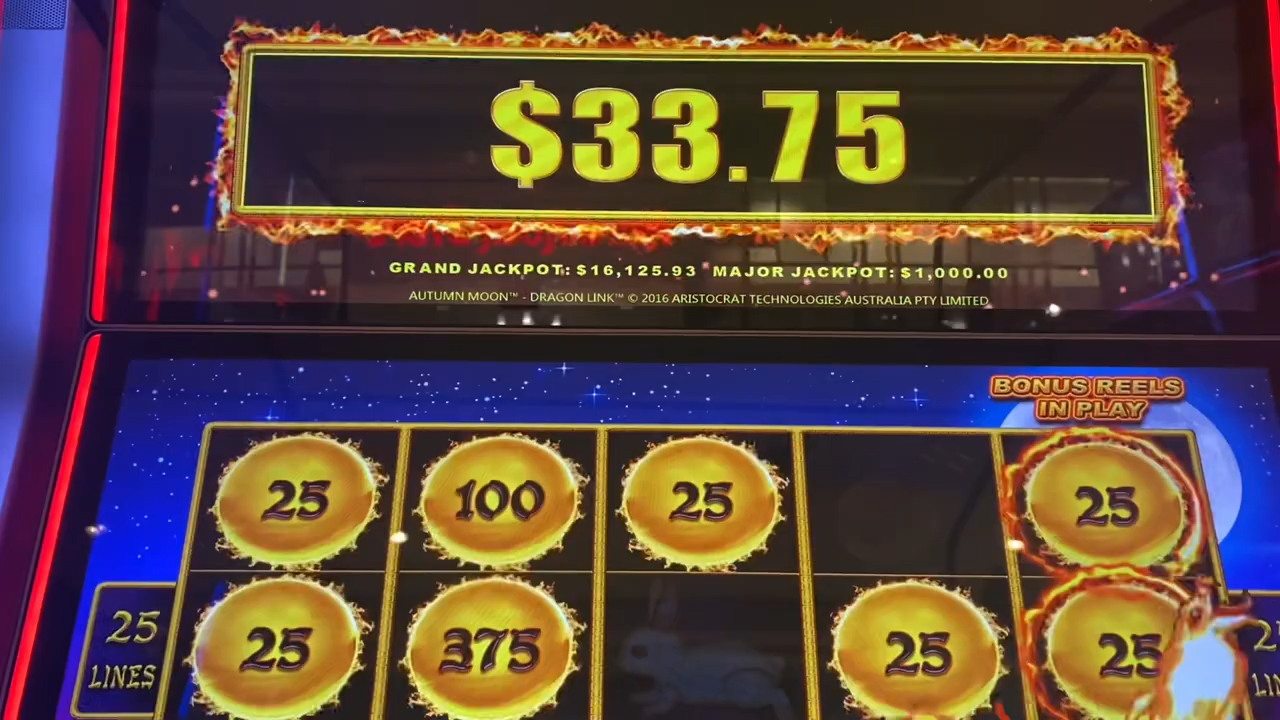 $33.75
GRAND JACKPOT: $16,125.93 MAJOR JACKPOT: $1,000.00
AUTUMN MOON™ - DRAGON LINK™ © 2016 ARISTOCRAT TECHNOLOGIES AUSTRALIA PTY LIMITED
BONUS REELS
IN PLAY
25 100 25 25
25 375 25 25
25
LINES